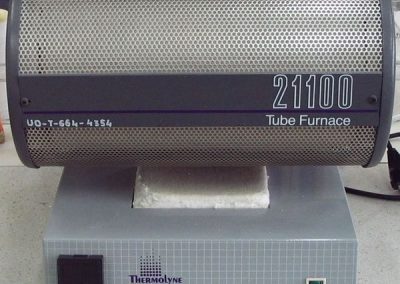 21100
Tube Furnace
UO-T-664-4354
THERMOLYNE